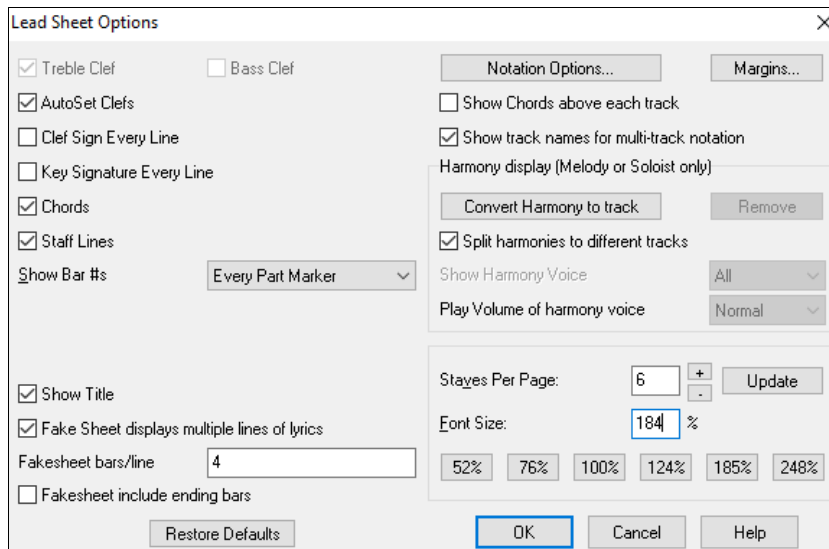 Lead Sheet Options
Treble Clef
Bass Clef
AutoSet Clefs
Clef Sign Every Line
Key Signature Every Line
Chords
Staff Lines
Show Bar #s
Every Part Marker
Show Title
Fake Sheet displays multiple lines of lyrics
Fakesheet bars/line
4
Fakesheet include ending bars
Restore Defaults
Notation Options...
Margins...
Show Chords above each track
Show track names for multi-track notation
Harmony display (Melody or Soloist only)
Convert Harmony to track
Remove
Split harmonies to different tracks
Show Harmony Voice
All
Play Volume of harmony voice
Normal
Staves Per Page:
6
+
-
Update
Font Size:
184 %
52% 76% 100% 124% 185% 248%
OK
Cancel
Help